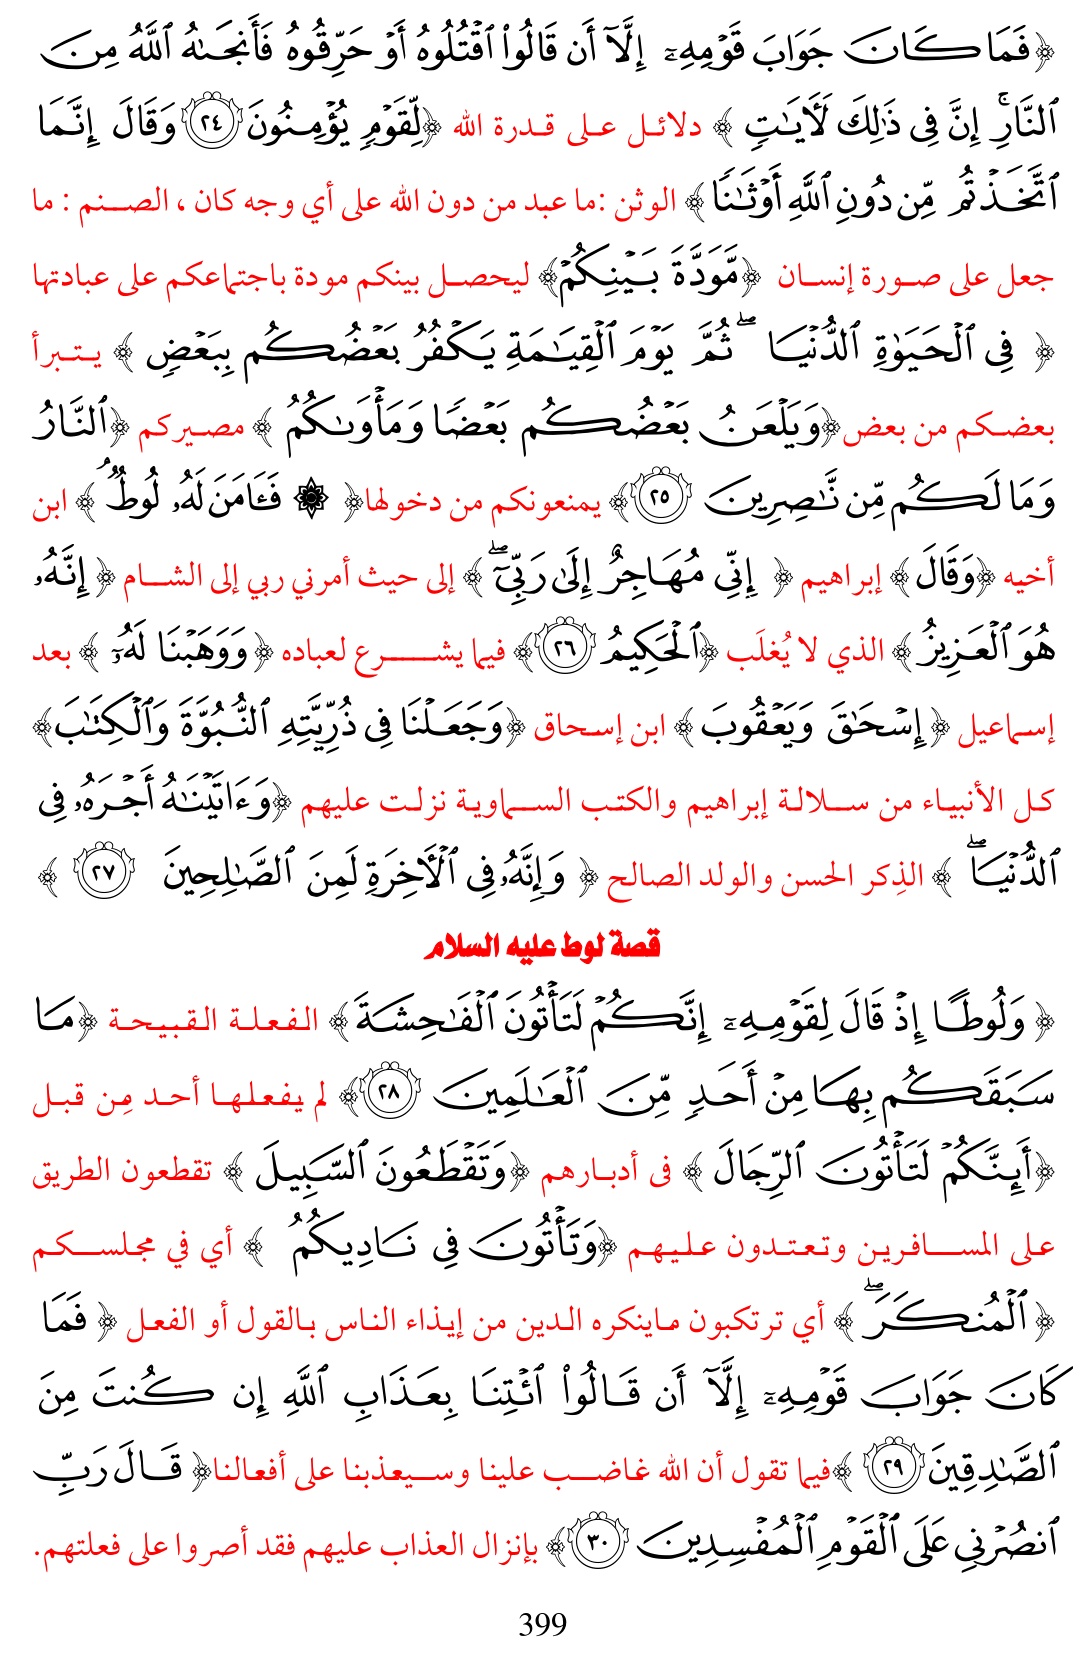 ﴿ فَمَا كَانَ جَوَابَ قَوْمِهِۦٓ إِلَّآ أَن قَالُوا۟ ٱقْتُلُوهُ أَوْ حَرِّقُوهُ فَأَنجَىٰهُ ٱللَّهُ مِنَ
ٱلنَّارِ ۚ إِنَّ فِى ذَٰلِكَ لَـَٔايَـٰتٍ ﴾ دلائل على قدرة الله ﴿لِّقَوْمٍ يُؤْمِنُونَ ٢٤ وَقَالَ إِنَّمَا
ٱتَّخَذْتُم مِّن دُونِ ٱللَّهِ أَوْثَـٰنًا﴾ الوثن :ما عبد من دون الله على أي وجه كان ، الصنم : ما
جعل على صورة إنسان ﴿مَّوَدَّةَ بَيْنِكُمْ﴾ ليحصل بينكم مودة باجتماعكم على عبادتها
﴿ فِى ٱلْحَيَوٰةِ ٱلدُّنْيَا ۖ ثُمَّ يَوْمَ ٱلْقِيَـٰمَةِ يَكْفُرُ بَعْضُكُم بِبَعْضٍ ﴾ يتبرأ
بعضكم من بعض﴿وَيَلْعَنُ بَعْضُكُم بَعْضًا وَمَأْوَىٰكُمُ ﴾ مصيركم ﴿ٱلنَّارُ
وَمَا لَكُم مِّن نَّـٰصِرِينَ ٢٥﴾ يمنعونكم من دخولها﴿ ۞ فَـَٔامَنَ لَهُۥ لُوطٌ ۘ ﴾ ابن
أخيه ﴿وَقَالَ﴾ إبراهيم ﴿ إِنِّى مُهَاجِرٌ إِلَىٰ رَبِّىٓ ۖ ﴾ إلى حيث أمرني ربي إلى الشام ﴿ إِنَّهُۥ
هُوَ ٱلْعَزِيزُ ﴾ الذي لا يُغلَب ﴿ٱلْحَكِيمُ ٢٦﴾ فيما يشرع لعباده ﴿ وَوَهَبْنَا لَهُۥٓ ﴾ بعد
إسماعيل ﴿ إِسْحَـٰقَ وَيَعْقُوبَ ﴾ ابن إسحاق ﴿وَجَعَلْنَا فِى ذُرِّيَّتِهِ ٱلنُّبُوَّةَ وَٱلْكِتَـٰبَ﴾
كل الأنبياء من سلالة إبراهيم والكتب السماوية نزلت عليهم ﴿وَءَاتَيْنَـٰهُ أَجْرَهُۥ فِى
ٱلدُّنْيَا ۖ ﴾ الذِكر الحسن والولد الصالح ﴿ وَإِنَّهُۥ فِى ٱلْـَٔاخِرَةِ لَمِنَ ٱلصَّـٰلِحِينَ ٢٧ ﴾
قصة لوط عليه السلام
﴿ وَلُوطًا إِذْ قَالَ لِقَوْمِهِۦٓ إِنَّكُمْ لَتَأْتُونَ ٱلْفَـٰحِشَةَ﴾ الفعلة القبيحة ﴿مَا
سَبَقَكُم بِهَا مِنْ أَحَدٍ مِّنَ ٱلْعَـٰلَمِينَ ٢٨﴾ لم يفعلها أحد مِن قبل
﴿أَئِنَّكُمْ لَتَأْتُونَ ٱلرِّجَالَ ﴾ فى أدبارهم ﴿وَتَقْطَعُونَ ٱلسَّبِيلَ ﴾ تقطعون الطريق
على المسافرين وتعتدون عليهم ﴿وَتَأْتُونَ فِى نَادِيكُمُ ﴾ أي في مجلسكم
﴿ ٱلْمُنكَرَ ۖ ﴾ أي ترتكبون ماينكره الدين من إيذاء الناس بالقول أو الفعل ﴿ فَمَا
كَانَ جَوَابَ قَوْمِهِۦٓ إِلَّآ أَن قَالُوا۟ ٱئْتِنَا بِعَذَابِ ٱللَّهِ إِن كُنتَ مِنَ
ٱلصَّـٰدِقِينَ ٢٩ ﴾فيما تقول أن الله غاضب علينا وسيعذبنا على أفعالنا﴿ قَالَ رَبِّ
ٱنصُرْنِى عَلَى ٱلْقَوْمِ ٱلْمُفْسِدِينَ ٣٠﴾ بإنزال العذاب عليهم فقد أصروا على فعلتهم.
399